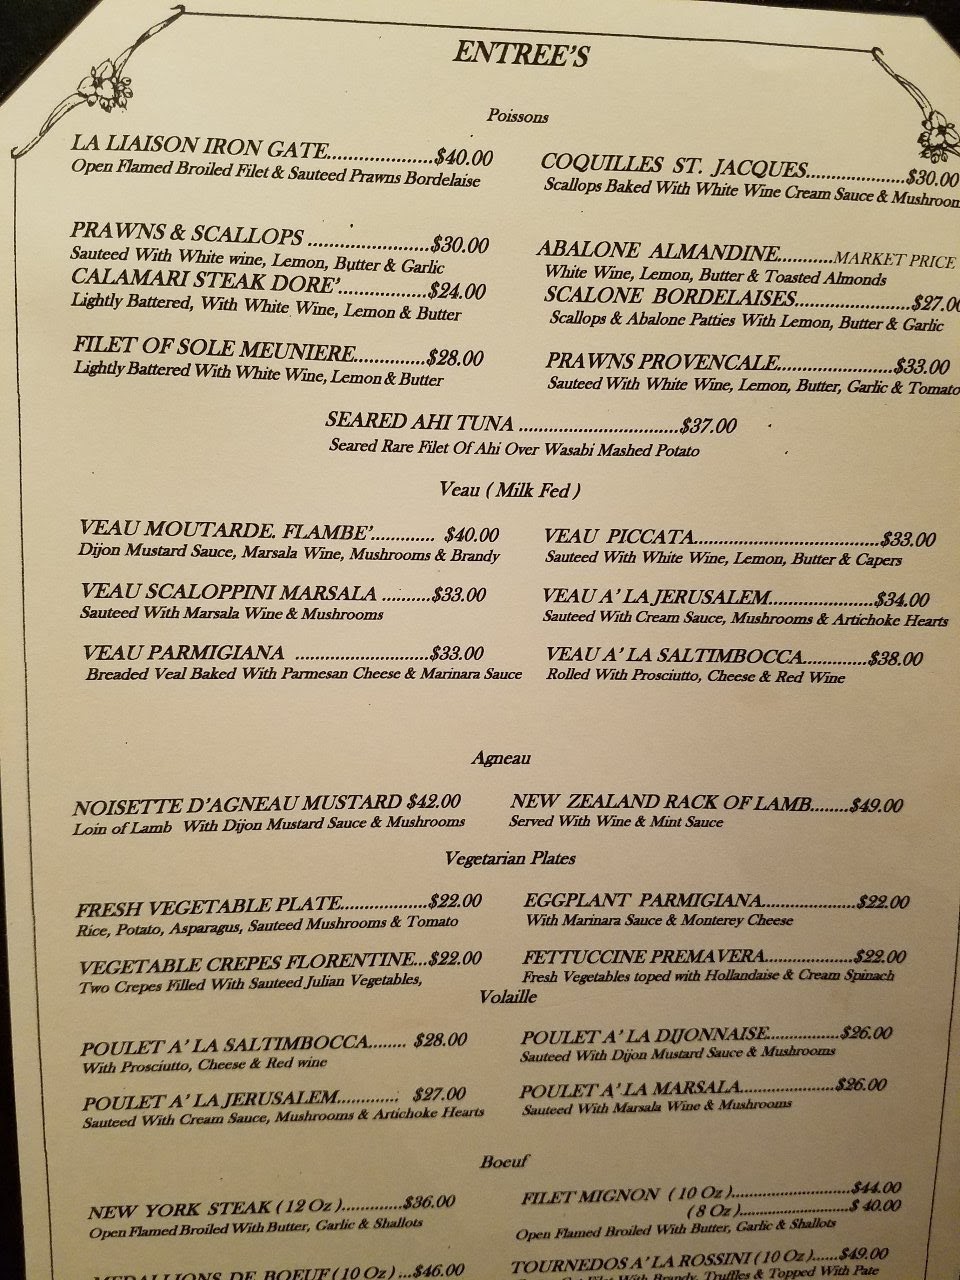 ENTREE'S
Poissons
LA LIAISON IRON GATE....................$40.00
Open Flamed Broiled Filet & Sauteed Prawns Bordelaise
COQUILLES ST. JACQUES....................$30.00
Scallops Baked With White Wine Cream Sauce & Mushroom
PRAWNS & SCALLOPS .......................$30.00
Sauteed With White wine, Lemon, Butter & Garlic
ABALONE ALMANDINE...........MARKET PRICE
White Wine, Lemon, Butter & Toasted Almonds
CALAMARI STEAK DORE'.................$24.00
Lightly Battered, With White Wine, Lemon & Butter
SCALONE BORDELAISES.......................$27.00
Scallops & Abalone Patties With Lemon, Butter & Garlic
FILET OF SOLE MEUNIERE..............$28.00
Lightly Battered With White Wine, Lemon & Butter
PRAWNS PROVENCALE.......................$33.00
Sauteed With White Wine, Lemon, Butter, Garlic & Tomato
SEARED AHI TUNA ................................$37.00
Seared Rare Filet Of Ahi Over Wasabi Mashed Potato
Veau ( Milk Fed )
VEAU MOUTARDE. FLAMBE'............. $40.00
Dijon Mustard Sauce, Marsala Wine, Mushrooms & Brandy
VEAU PICCATA.....................................$33.00
Sauteed With White Wine, Lemon, Butter & Capers
VEAU SCALOPPINI MARSALA ..........$33.00
Sauteed With Marsala Wine & Mushrooms
VEAU A' LA JERUSALEM.....................$34.00
Sauteed With Cream Sauce, Mushrooms & Artichoke Hearts
VEAU PARMIGIANA ...........................$33.00
Breaded Veal Baked With Parmesan Cheese & Marinara Sauce
VEAU A' LA SALTIMBOCCA.............$38.00
Rolled With Prosciutto, Cheese & Red Wine
Agneau
NOISETTE D'AGNEAU MUSTARD $42.00
Loin of Lamb With Dijon Mustard Sauce & Mushrooms
NEW ZEALAND RACK OF LAMB........$49.00
Served With Wine & Mint Sauce
Vegetarian Plates
FRESH VEGETABLE PLATE.................$22.00
Rice, Potato, Asparagus, Sauteed Mushrooms & Tomato
EGGPLANT PARMIGIANA...................$22.00
With Marinara Sauce & Monterey Cheese
VEGETABLE CREPES FLORENTINE...$22.00
Two Crepes Filled With Sauteed Julian Vegetables,
FETTUCCINE PREMAVERA..................$22.00
Fresh Vegetables toped with Hollandaise & Cream Spinach
Volaille
POULET A' LA SALTIMBOCCA........ $28.00
With Prosciutto, Cheese & Red wine
POULET A' LA DIJONNAISE...............$26.00
Sauteed With Dijon Mustard Sauce & Mushrooms
POULET A' LA JERUSALEM............. $27.00
Sauteed With Cream Sauce, Mushrooms & Artichoke Hearts
POULET A' LA MARSALA...................$26.00
Sauteed With Marsala Wine & Mushrooms
Boeuf
NEW YORK STEAK ( 12 Oz )............$36.00
Open Flamed Broiled With Butter, Garlic & Shallots
FILET MIGNON ( 10 Oz )........................$44.00
( 8 Oz )......................$ 40.00
Open Flamed Broiled With Butter, Garlic & Shallots
MEDALLIONS DE BOEUF ( 10 Oz ) ...$46.00
TOURNEDOS A' LA ROSSINI ( 10 Oz )......$49.00
With Brandy, Truffles & Topped With Pate